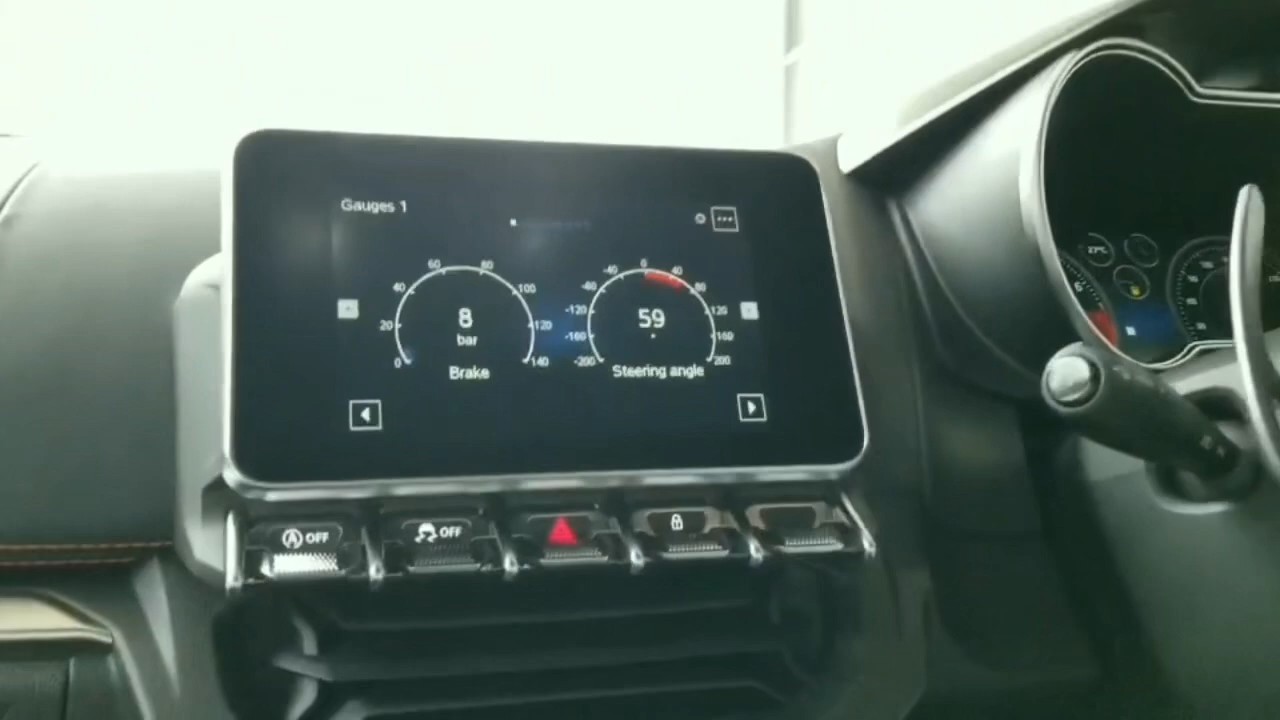 Gauges 1
60 80
40 100
20 120
0 140
8
bar
Brake
-40 0 40
-80 80
-120 120
-160 160
-200 200
59
°
Steering angle
OFF
OFF